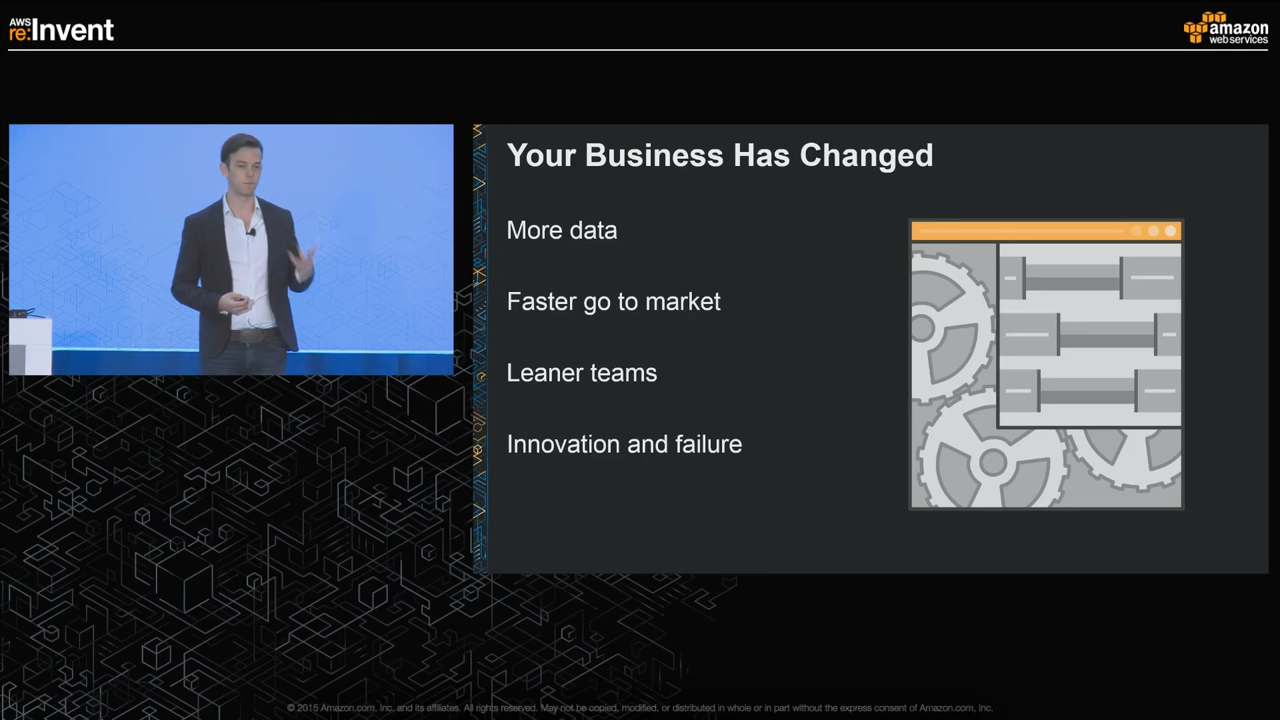 AWS
re:Invent
amazon
web services
Your Business Has Changed
More data
Faster go to market
Leaner teams
Innovation and failure
© 2015 Amazon.com, Inc. and its affiliates. All rights reserved. May not be copied, modified, or distributed in whole or in part without the express consent of Amazon.com, Inc.